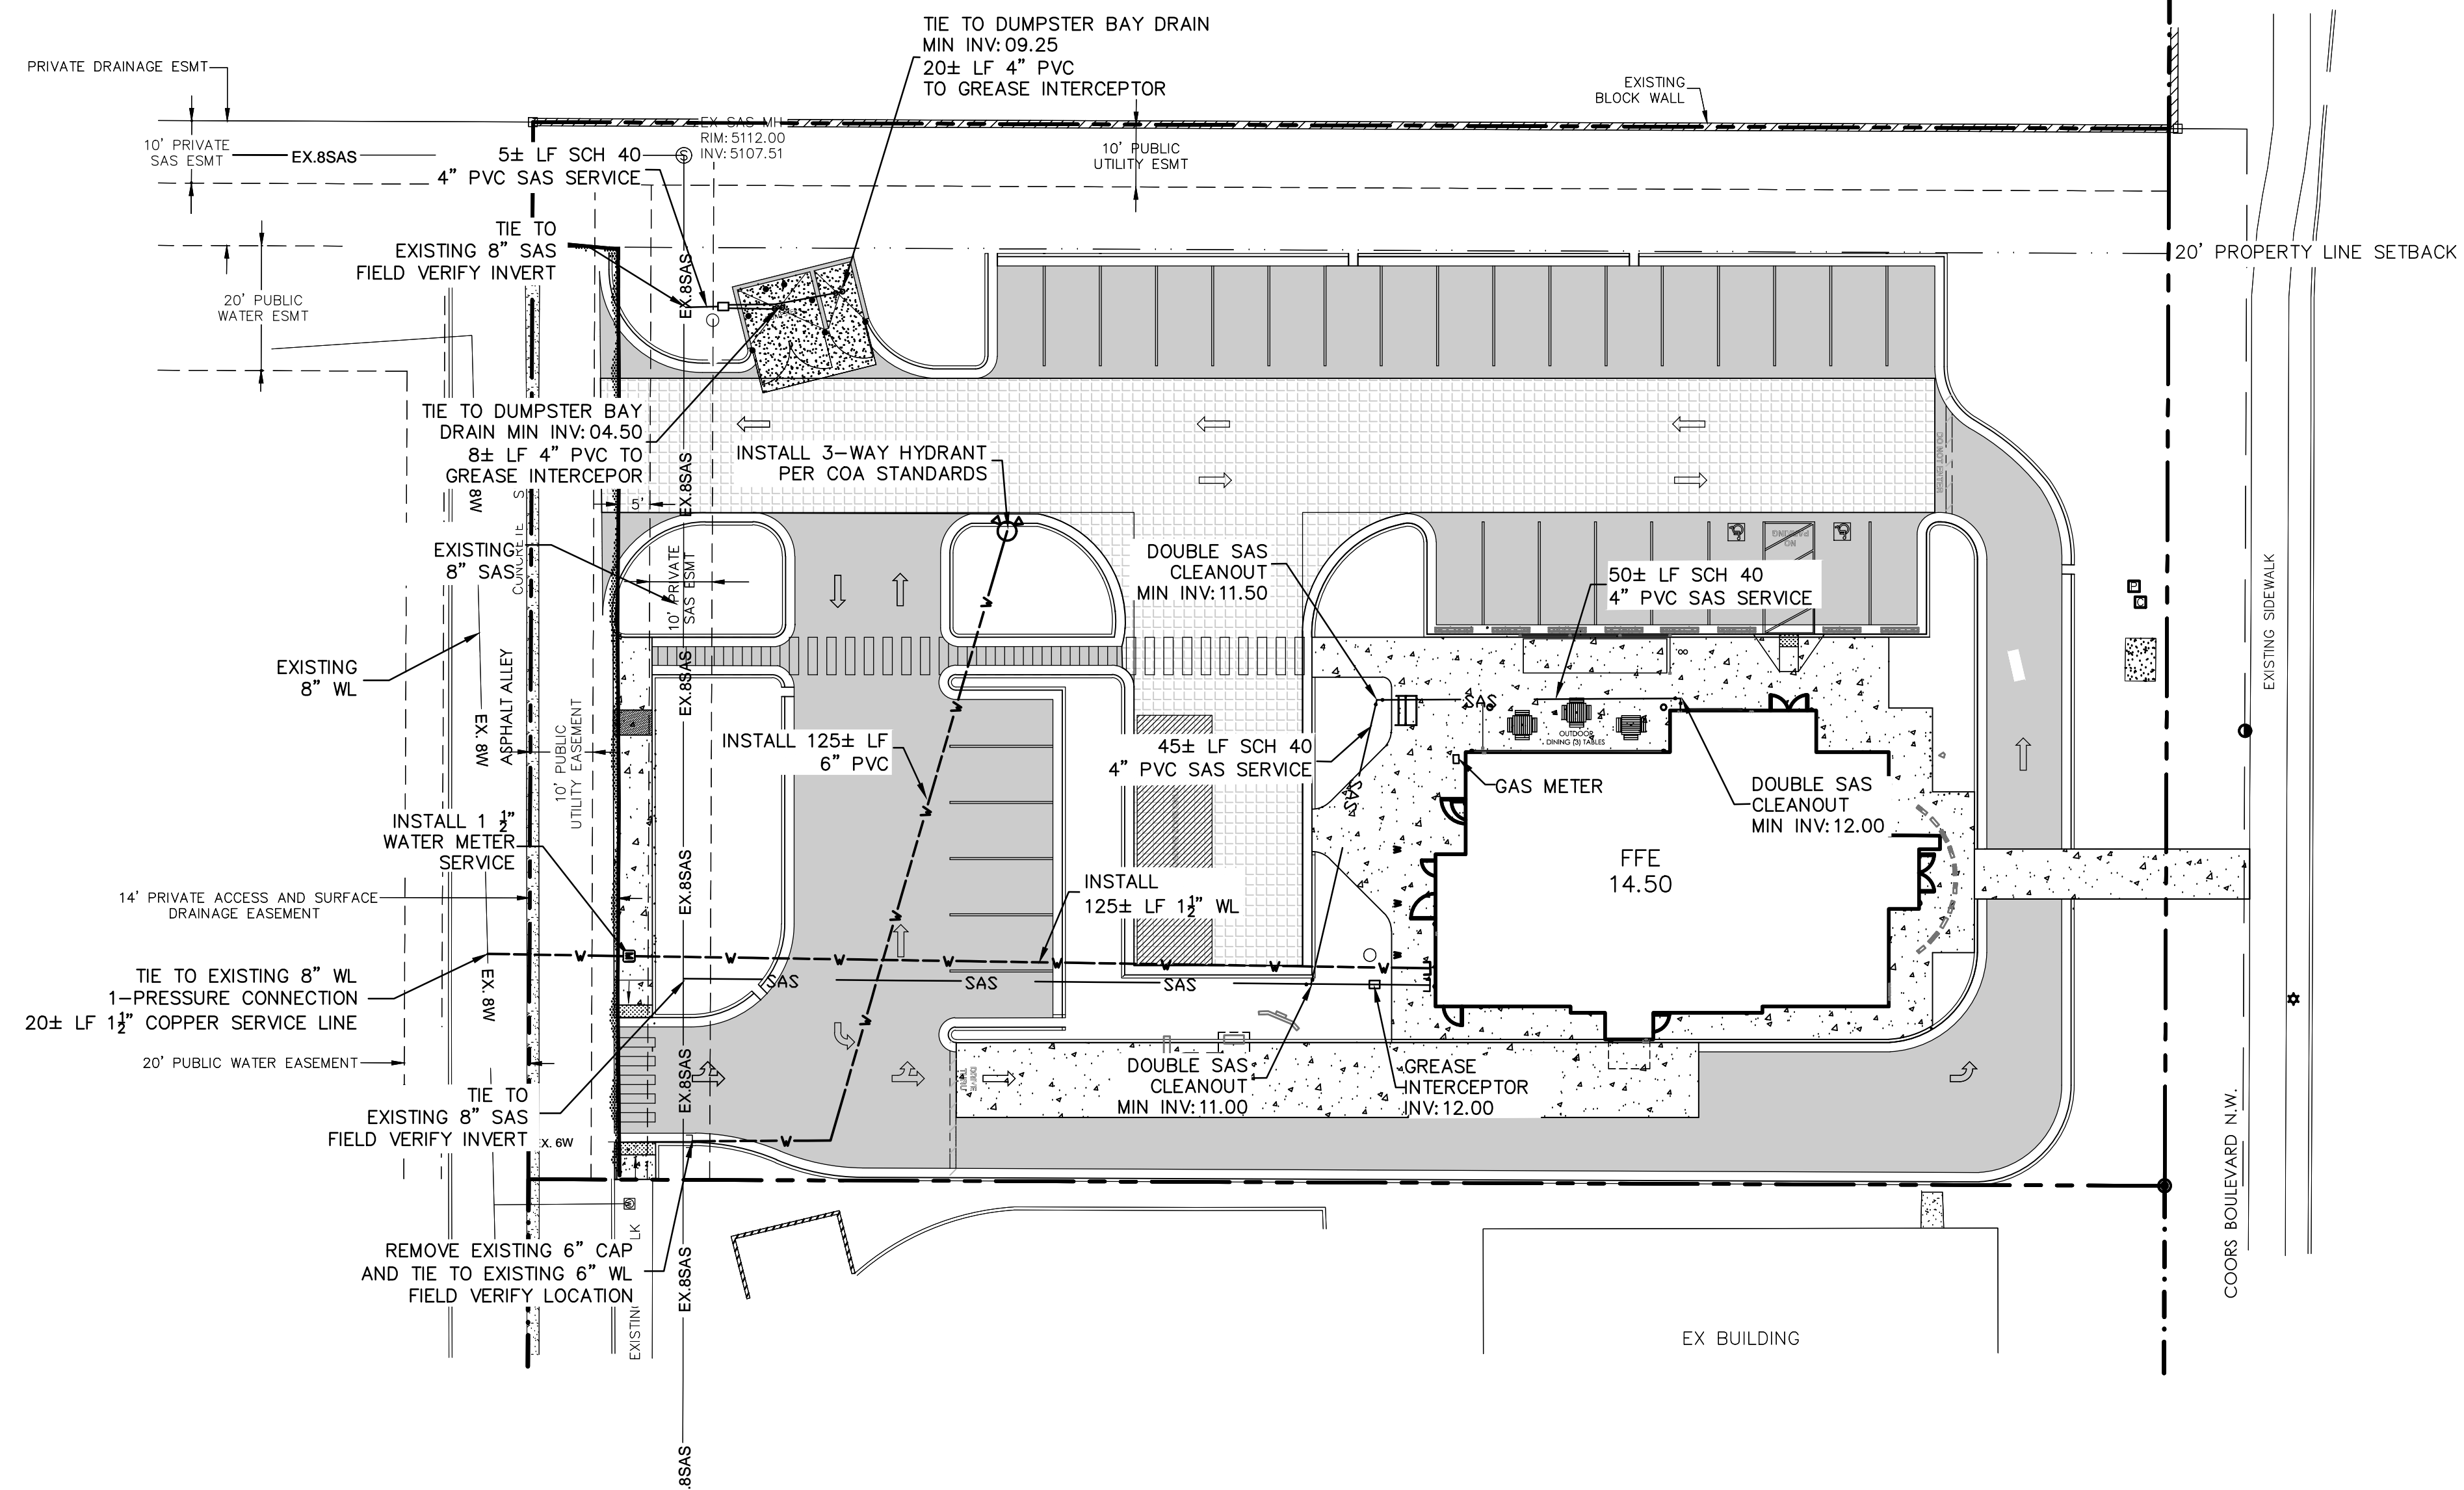 TIE TO DUMPSTER BAY DRAIN
MIN INV: 09.25
20± LF 4" PVC
TO GREASE INTERCEPTOR
PRIVATE DRAINAGE ESMT
EXISTING
BLOCK WALL
10' PRIVATE
SAS ESMT
EX.8SAS
EX SAS MH
RIM: 5112.00
INV: 5107.51
5± LF SCH 40
4" PVC SAS SERVICE
10' PUBLIC
UTILITY ESMT
TIE TO
EXISTING 8" SAS
FIELD VERIFY INVERT
20' PROPERTY LINE SETBACK
20' PUBLIC
WATER ESMT
EX.8SAS
TIE TO DUMPSTER BAY
DRAIN MIN INV: 04.50
8± LF 4" PVC TO
GREASE INTERCEPOR
8W
5'
EX.8SAS
INSTALL 3-WAY HYDRANT
PER COA STANDARDS
DO NOT ENTER
EXISTING
8" SAS
10' PRIVATE
SAS ESMT
DOUBLE SAS
CLEANOUT
MIN INV: 11.50
NO
PARKING
50± LF SCH 40
4" PVC SAS SERVICE
EXISTING SIDEWALK
EXISTING
8" WL
EX.8SAS
EX. 8W
ASPHALT ALLEY
10' PUBLIC
UTILITY EASEMENT
W
W
W
W
SAS
OUTDOOR
DINING (3) TABLES
INSTALL 125± LF
6" PVC
45± LF SCH 40
4" PVC SAS SERVICE
SAS
GAS METER
DOUBLE SAS
CLEANOUT
MIN INV: 12.00
INSTALL 1 1/2"
WATER METER
SERVICE
FFE
14.50
INSTALL
125± LF 1 1/2" WL
EX.8SAS
14' PRIVATE ACCESS AND SURFACE
DRAINAGE EASEMENT
W
W
W
W
W
W
W
W
W
SAS
SAS
SAS
TIE TO EXISTING 8" WL
1-PRESSURE CONNECTION
20± LF 1 1/2" COPPER SERVICE LINE
EX. 8W
20' PUBLIC WATER EASEMENT
EX.8SAS
DRIVE
THRU
DOUBLE SAS
CLEANOUT
MIN INV: 11.00
GREASE
INTERCEPTOR
INV: 12.00
TIE TO
EXISTING 8" SAS
FIELD VERIFY INVERT
EX. 6W
W
REMOVE EXISTING 6" CAP
AND TIE TO EXISTING 6" WL
FIELD VERIFY LOCATION
EX.8SAS
COORS BOULEVARD N.W.
EX BUILDING
.8SAS